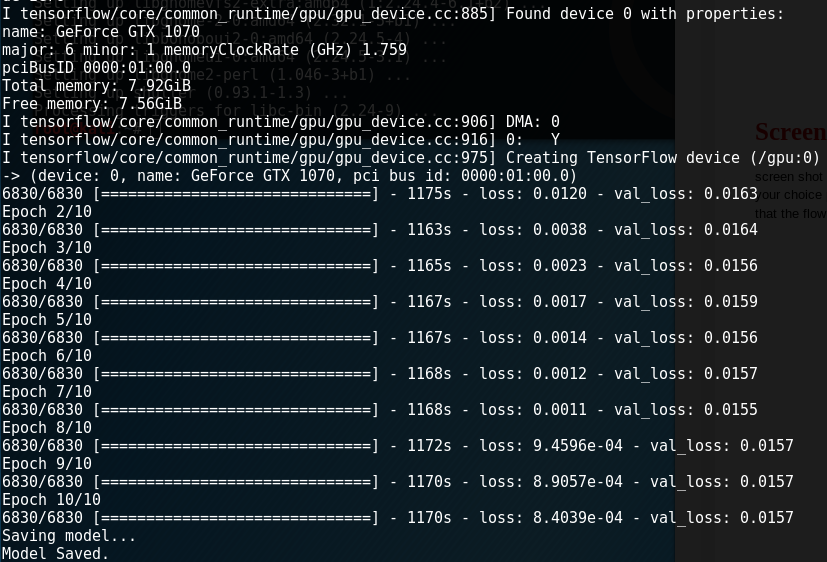 I tensorflow/core/common_runtime/gpu/gpu_device.cc:885] Found device 0 with properties:
name: GeForce GTX 1070
major: 6 minor: 1 memoryClockRate (GHz) 1.759
pciBusID 0000:01:00.0
Total memory: 7.92GiB
Free memory: 7.56GiB
I tensorflow/core/common_runtime/gpu/gpu_device.cc:906] DMA: 0
I tensorflow/core/common_runtime/gpu/gpu_device.cc:916] 0:   Y
I tensorflow/core/common_runtime/gpu/gpu_device.cc:975] Creating TensorFlow device (/gpu:0)
-> (device: 0, name: GeForce GTX 1070, pci bus id: 0000:01:00.0)
6830/6830 [==============================] - 1175s - loss: 0.0120 - val_loss: 0.0163
Epoch 2/10
6830/6830 [==============================] - 1163s - loss: 0.0038 - val_loss: 0.0164
Epoch 3/10
6830/6830 [==============================] - 1165s - loss: 0.0023 - val_loss: 0.0156
Epoch 4/10
6830/6830 [==============================] - 1167s - loss: 0.0017 - val_loss: 0.0159
Epoch 5/10
6830/6830 [==============================] - 1167s - loss: 0.0014 - val_loss: 0.0156
Epoch 6/10
6830/6830 [==============================] - 1168s - loss: 0.0012 - val_loss: 0.0157
Epoch 7/10
6830/6830 [==============================] - 1168s - loss: 0.0011 - val_loss: 0.0155
Epoch 8/10
6830/6830 [==============================] - 1172s - loss: 9.4596e-04 - val_loss: 0.0157
Epoch 9/10
6830/6830 [==============================] - 1170s - loss: 8.9057e-04 - val_loss: 0.0157
Epoch 10/10
6830/6830 [==============================] - 1170s - loss: 8.4039e-04 - val_loss: 0.0157
Saving model...
Model Saved.
Screen
screen shot
your choice
that the flow